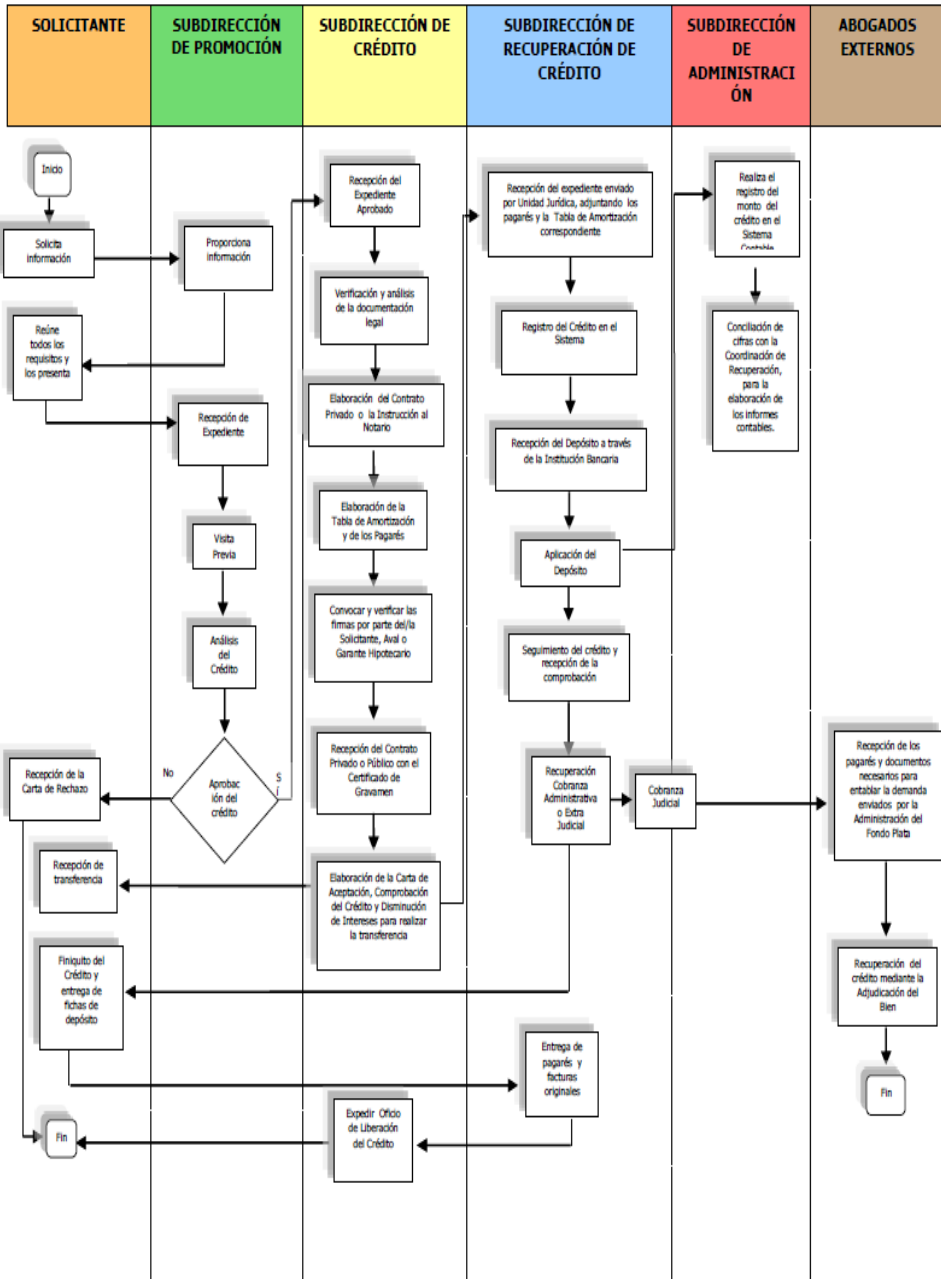 SOLICITANTE
SUBDIRECCIÓN
DE PROMOCIÓN
SUBDIRECCIÓN DE
CRÉDITO
SUBDIRECCIÓN DE
RECUPERACIÓN DE
CRÉDITO
SUBDIRECCIÓN
DE
ADMINISTRACI
ÓN
ABOGADOS
EXTERNOS
Inicio
Solicita
información
Reúne
todos los
requisitos y
los presenta
Recepción de la
Carta de Rechazo
Recepción de
transferencia
Finiquito del
Crédito y
entrega de
fichas de
depósito
Fin
Proporciona
información
Recepción de
Expediente
Visita
Previa
Análisis
del
Crédito
No
Aprobac
ión del
crédito
S
í
Recepción del
Expediente
Aprobado
Verificación y análisis
de la documentación
legal
Elaboración del Contrato
Privado o la Instrucción al
Notario
Elaboración de la
Tabla de Amortización
y de los Pagarés
Convocar y verificar las
firmas por parte del/la
Solicitante, Aval o
Garante Hipotecario
Recepción del Contrato
Privado o Público con el
Certificado de
Gravamen
Elaboración de la Carta de
Aceptación, Comprobación
del Crédito y Disminución
de Intereses para realizar
la transferencia
Expedir Oficio
de Liberación
del Crédito
Recepción del expediente enviado
por Unidad Jurídica, adjuntando los
pagarés y la Tabla de Amortización
correspondiente
Registro del Crédito en el
Sistema
Recepción del Depósito a través
de la Institución Bancaria
Aplicación del
Depósito
Seguimiento del crédito y
recepción de la
comprobación
Recuperación
Cobranza
Administrativa
o Extra
Judicial
Cobranza
Judicial
Entrega de
pagarés y
facturas
originales
Realiza el
registro del
monto del
crédito en el
Sistema
Contable
Conciliación de
cifras con la
Coordinación de
Recuperación,
para la
elaboración de
los informes
contables.
Recepción de los
pagarés y documentos
necesarios para
entablar la demanda
enviados por la
Administración del
Fondo Plata
Recuperación del
crédito mediante la
Adjudicación del
Bien
Fin